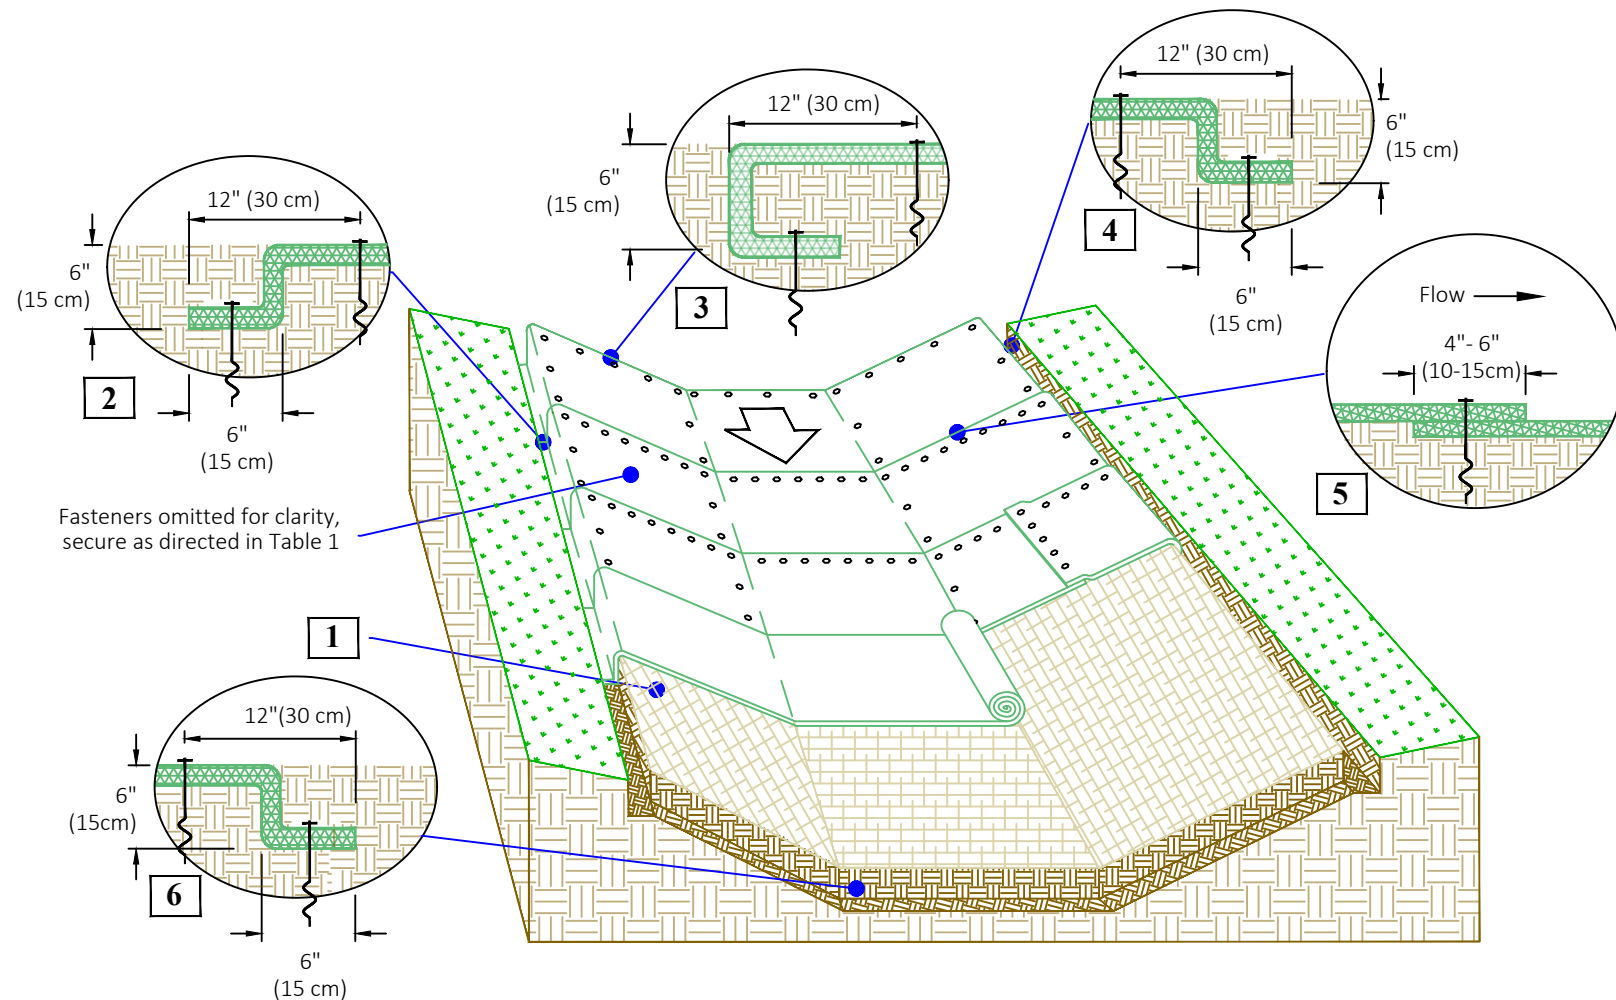 12" (30 cm)
6"
(15 cm)
2
6"
(15 cm)
12" (30 cm)
6"
(15 cm)
3
12" (30 cm)
6"
(15 cm)
4
6"
(15 cm)
Flow
4"- 6"
(10-15cm)
5
Fasteners omitted for clarity,
secure as directed in Table 1
1
12"(30 cm)
6"
(15cm)
6
6"
(15 cm)